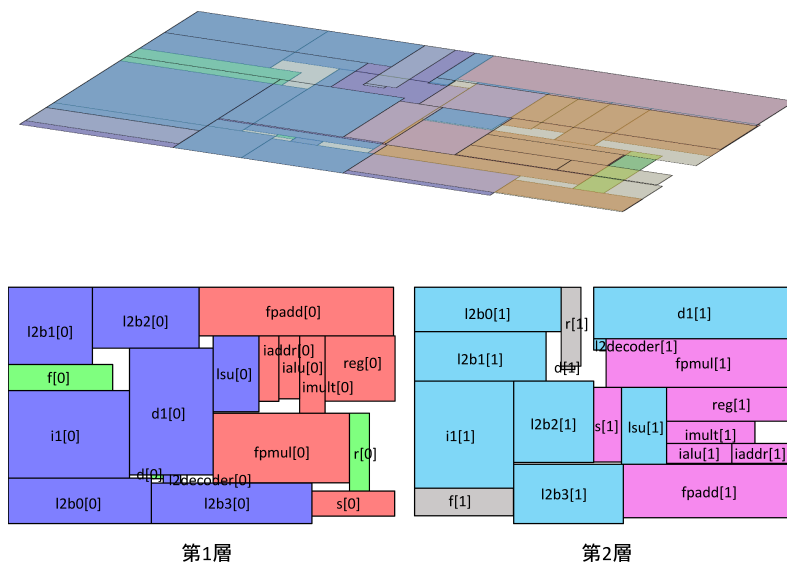 fpadd[0]
l2b1[0]
l2b2[0]
iaddr[0]
reg[0]
lsu[0]
ialu[0]
imult[0]
f[0]
d1[0]
i1[0]
fpmul[0]
r[0]
d[0]
l2decoder[0]
l2b0[0]
l2b3[0]
s[0]
第1層
l2b0[1]
r[1]
d1[1]
l2decoder[1]
l2b1[1]
d[1]
fpmul[1]
reg[1]
l2b2[1]
s[1]
lsu[1]
i1[1]
imult[1]
ialu[1]
iaddr[1]
f[1]
l2b3[1]
fpadd[1]
第2層